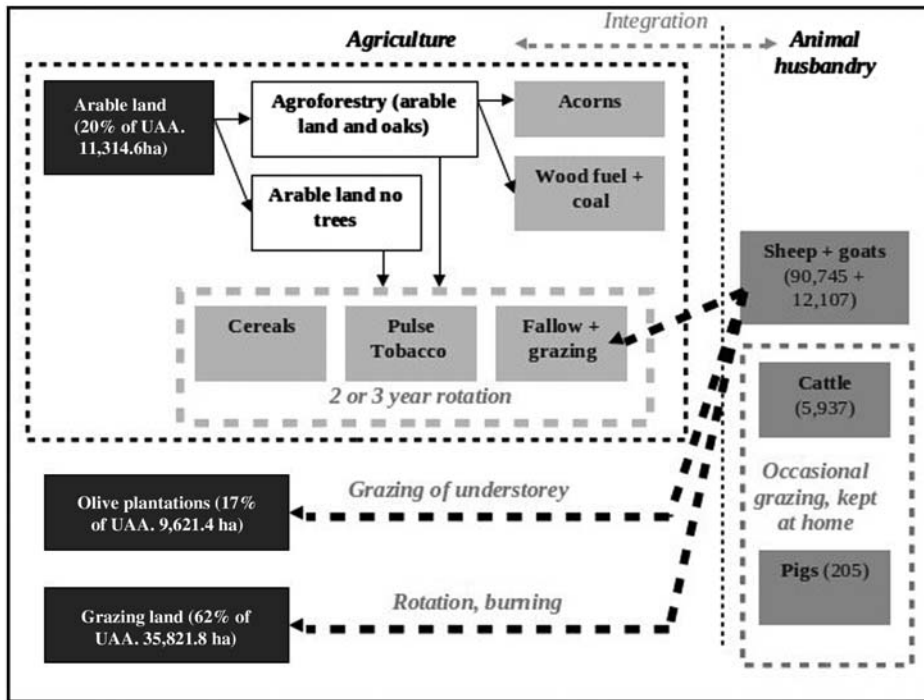 Integration
Agriculture
Animal
husbandry
Arable land
(20% of UAA.
11,314.6ha)
Agroforestry (arable
land and oaks)
Acorns
Wood fuel +
coal
Arable land no
trees
Sheep + goats
(90,745 +
12,107)
Cereals
Pulse
Tobacco
Fallow +
grazing
2 or 3 year rotation
Cattle
(5,937)
Occasional
grazing, kept
at home
Pigs (205)
Olive plantations (17%
of UAA. 9,621.4 ha)
Grazing of understorey
Grazing land (62% of
UAA. 35,821.8 ha)
Rotation, burning